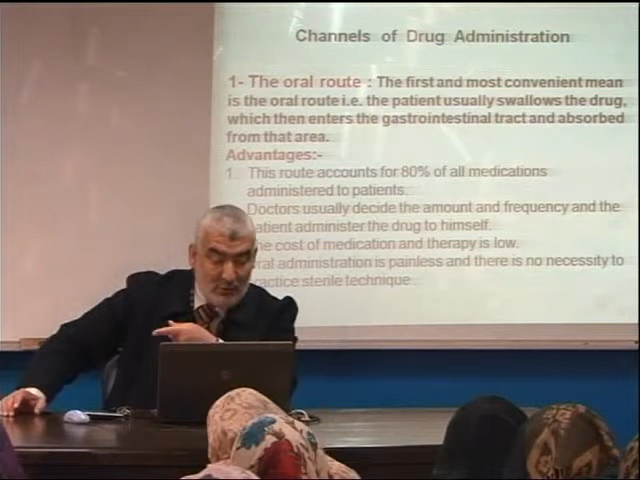 Channels of Drug Administration
1- The oral route : The first and most convenient mean
is the oral route i.e. the patient usually swallows the drug,
which then enters the gastrointestinal tract and absorbed
from that area.
Advantages:-
1. This route accounts for 80% of all medications
administered to patients.
Doctors usually decide the amount and frequency and the
atient administer the drug to himself.
he cost of medication and therapy is low.
ral administration is painless and there is no necessity to
ractice sterile technique